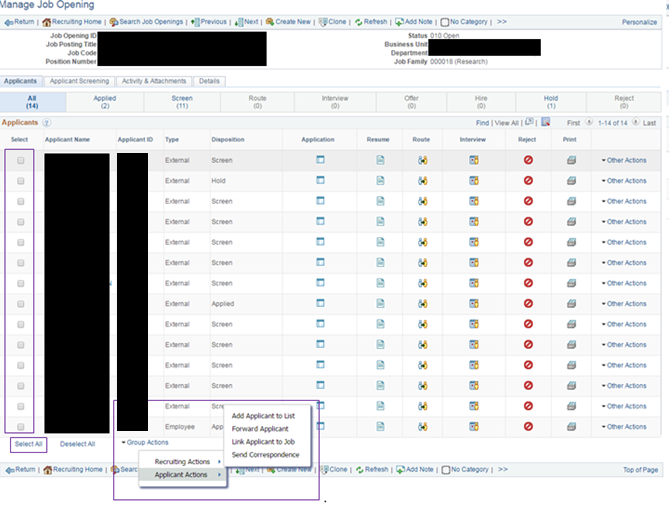 Manage Job Opening
Return | Recruiting Home | Search Job Openings | Previous | Next | Create New | Clone | Refresh | Add Note | No Category | >> Personalize
Job Opening ID Status 010 Open
Job Posting Title Business Unit
Job Code Department
Position Number Job Family 000018 (Research)
Applicants Applicant Screening Activity & Attachments Details
All Applied Screen Route Interview Offer Hire Hold Reject
(14) (2) (11) (0) (0) (0) (0) (1) (0)
Applicants Find | View All | First 1-14 of 14 Last
Select Applicant Name Applicant ID Type Disposition Application Resume Route Interview Reject Print
External Screen Other Actions
External Hold Other Actions
External Screen Other Actions
External Screen Other Actions
External Screen Other Actions
External Screen Other Actions
External Screen Other Actions
External Applied Other Actions
External Screen Other Actions
External Screen Other Actions
External Screen Other Actions
External Screen Other Actions
External Other Actions
Employee Other Actions
Add Applicant to List
Forward Applicant
Select All Deselect All Group Actions Link Applicant to Job
Send Correspondence
Recruiting Actions
Return | Recruiting Home | Next | Create New | Clone | Refresh | Add Note | No Category | >> Top of Page
Applicant Actions